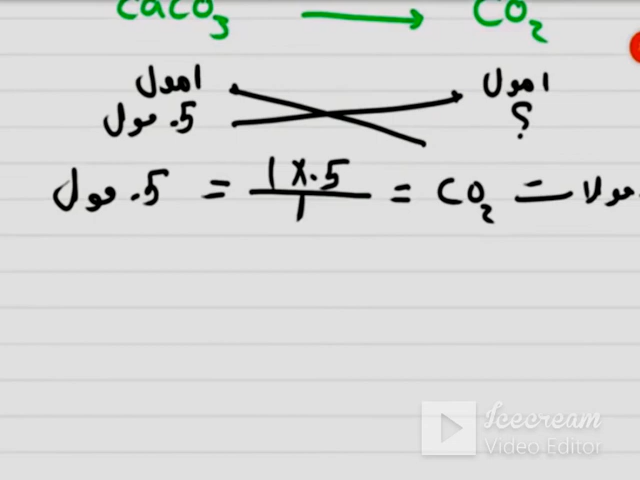 CaCO₃ → CO₂
1مول 1مول
.5 مول ؟
مولات CO₂ = 1 × .5 / 1 = .5 مول
Icecream
Video Editor